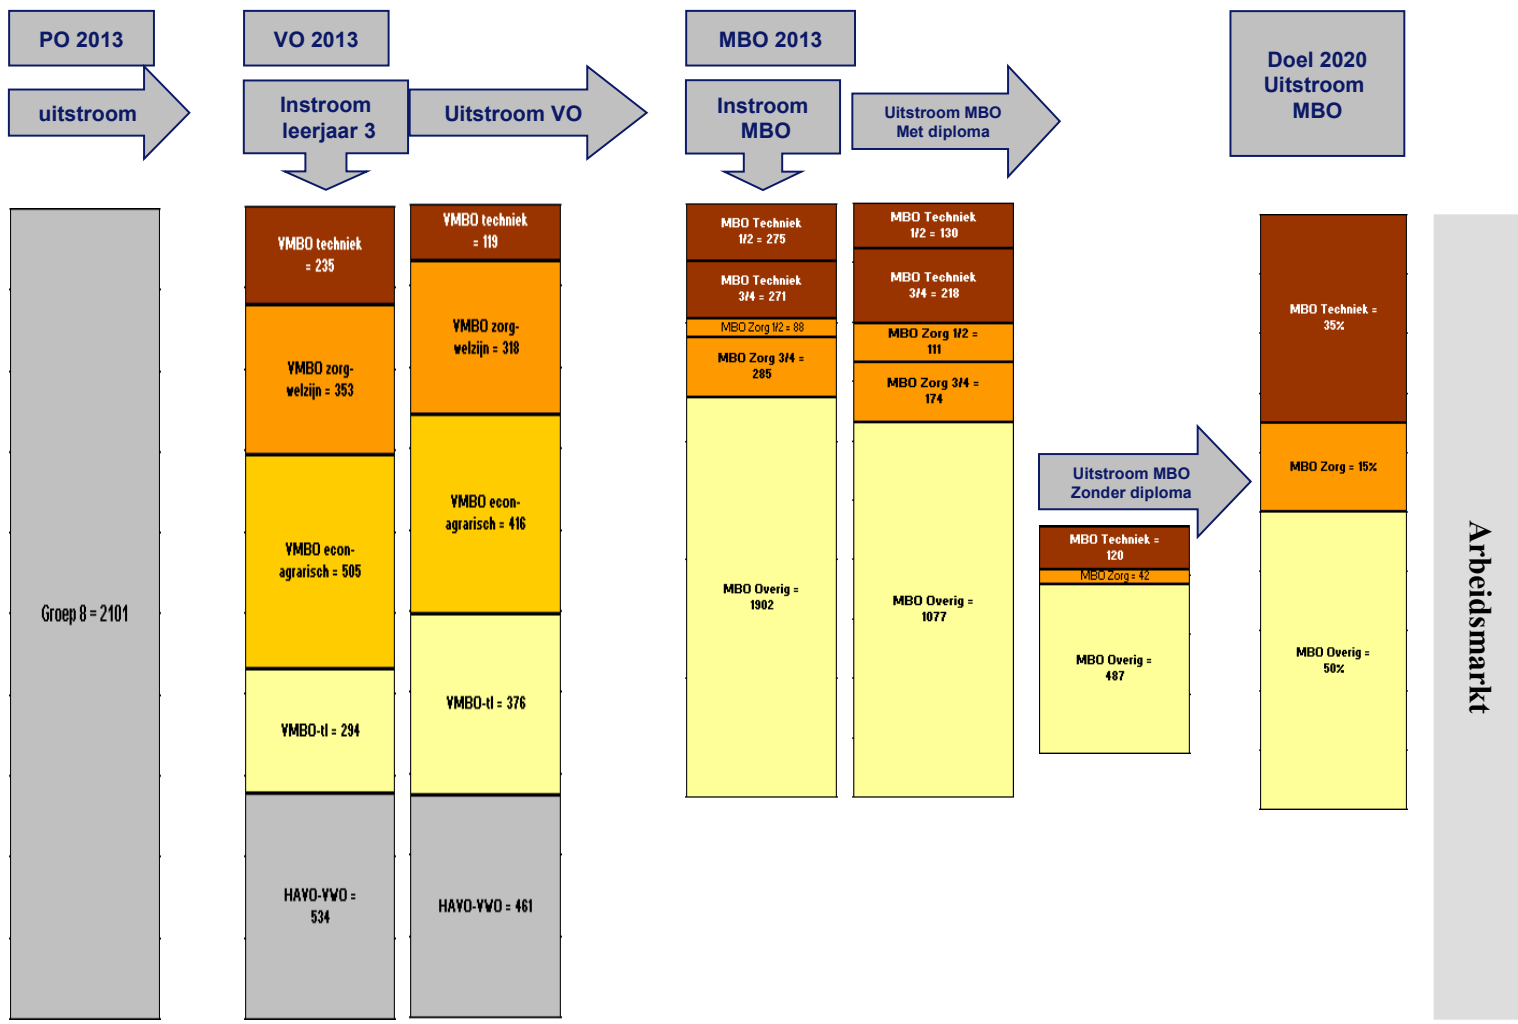 PO 2013
VO 2013
MBO 2013
Doel 2020
Uitstroom
MBO
uitstroom
Instroom
leerjaar 3
Uitstroom VO
Instroom
MBO
Uitstroom MBO
Met diploma
Groep 8 = 2101
VMBO techniek
= 235
VMBO zorg-
welzijn = 353
VMBO econ-
agrarisch = 505
VMBO-tl = 294
HAVO-VWO =
534
VMBO techniek
= 119
VMBO zorg-
welzijn = 318
VMBO econ-
agrarisch = 416
VMBO-tl = 376
HAVO-VWO = 461
MBO Techniek
1/2 = 275
MBO Techniek
3/4 = 271
MBO Zorg 1/2 = 88
MBO Zorg 3/4 =
285
MBO Overig =
1902
MBO Techniek
1/2 = 130
MBO Techniek
3/4 = 218
MBO Zorg 1/2 =
111
MBO Zorg 3/4 =
174
MBO Overig =
1077
Uitstroom MBO
Zonder diploma
MBO Techniek =
120
MBO Zorg = 42
MBO Overig =
487
MBO Techniek =
35%
MBO Zorg = 15%
MBO Overig =
50%
Arbeidsmarkt